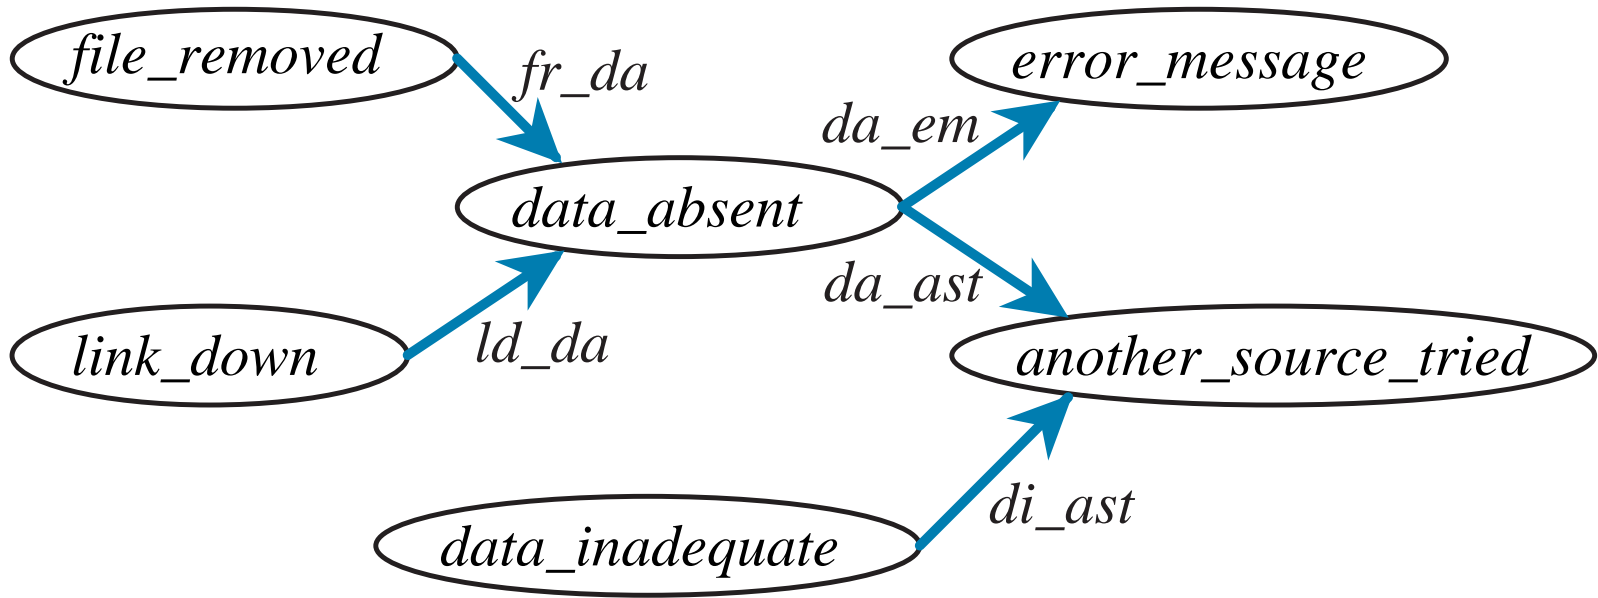 file_removed
fr_da
error_message
da_em
data_absent
da_ast
ld_da
link_down
another_source_tried
di_ast
data_inadequate